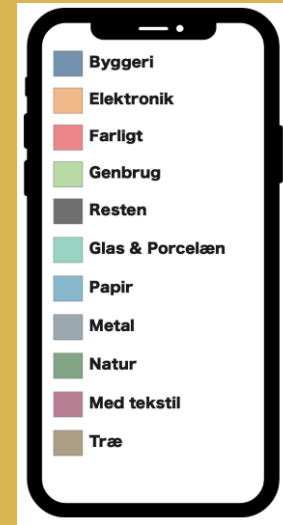 Byggeri
Elektronik
Farligt
Genbrug
Resten
Glas & Porcelæn
Papir
Metal
Natur
Med tekstil
Træ